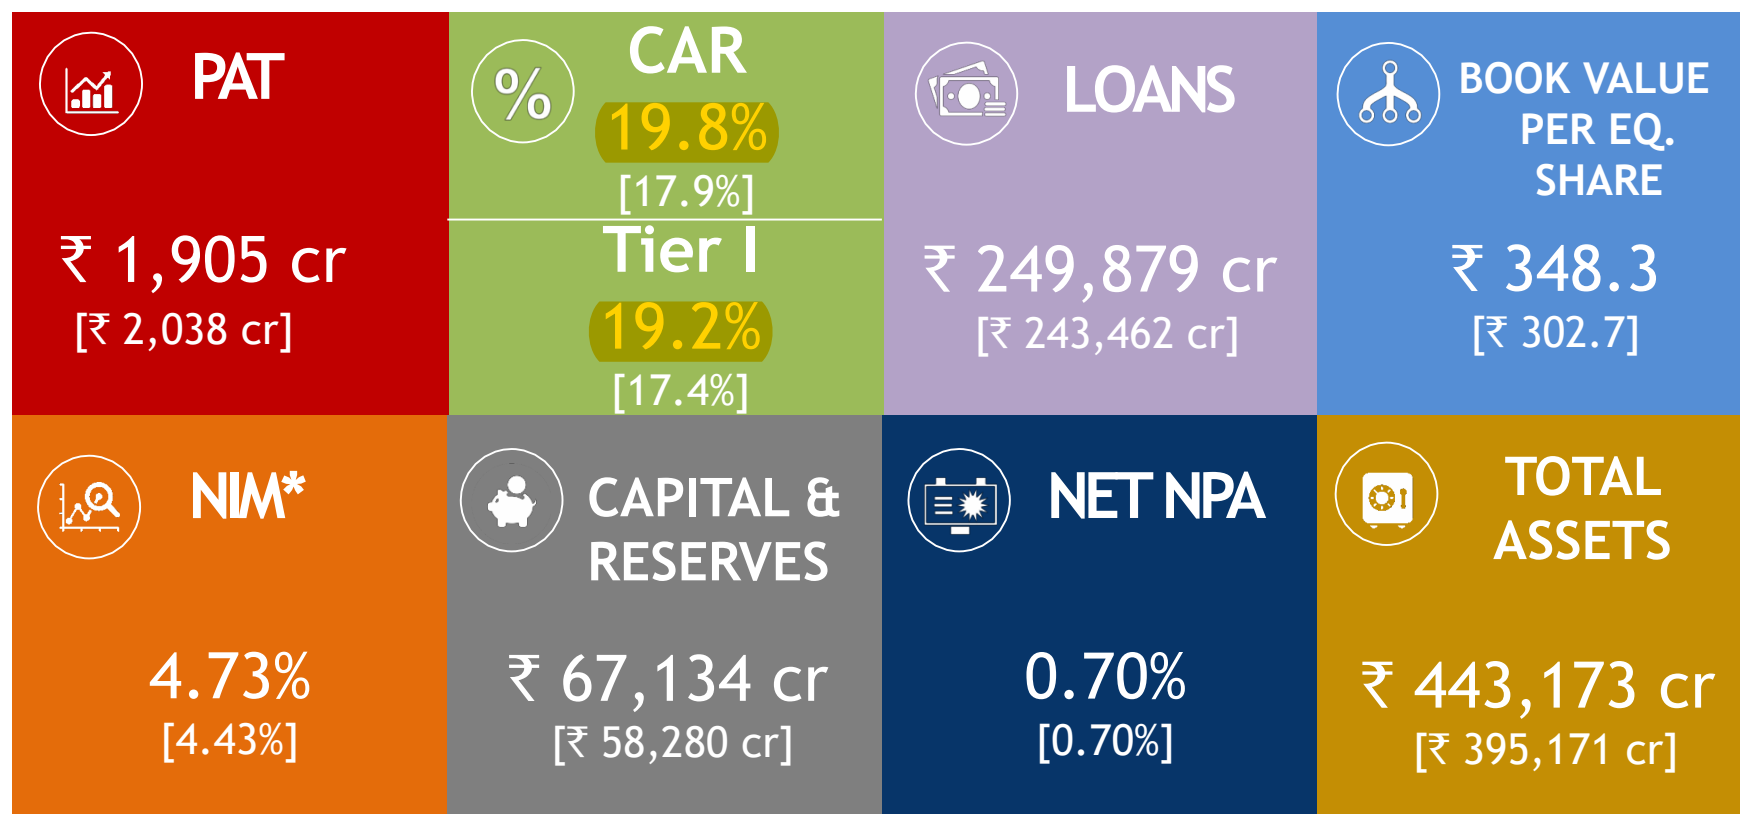 PAT
₹ 1,905 cr
[₹ 2,038 cr]
CAR
19.8%
[17.9%]
Tier I
19.2%
[17.4%]
LOANS
₹ 249,879 cr
[₹ 243,462 cr]
BOOK VALUE
PER EQ.
SHARE
₹ 348.3
[₹ 302.7]
NIM*
4.73%
[4.43%]
CAPITAL &
RESERVES
₹ 67,134 cr
[₹ 58,280 cr]
NET NPA
0.70%
[0.70%]
TOTAL
ASSETS
₹ 443,173 cr
[₹ 395,171 cr]